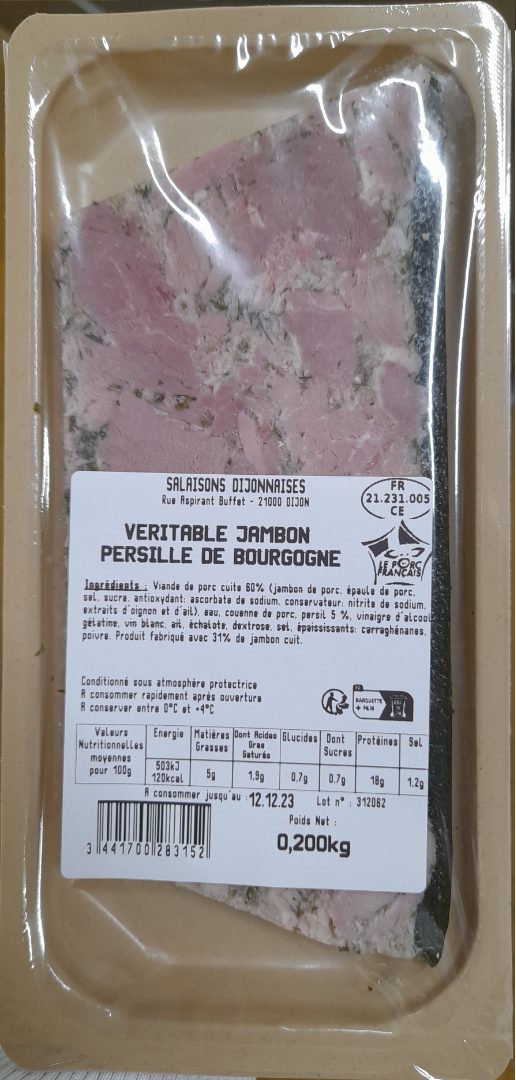 SALAISONS DIJONNAISES
Rue Aspirant Buffet - 21000 DIJON
FR
21.231.005
CE
VERITABLE JAMBON
PERSILLE DE BOURGOGNE
LE PORC
FRANÇAIS
Ingrédients : Viande de porc cuite 60% (jambon de porc, épaule de porc,
sel, sucre, antioxydant: ascorbate de sodium, conservateur: nitrite de sodium,
extraits d'oignon et d'ail), eau, couenne de porc, persil 5 %, vinaigre d'alcool
gélatine, vin blanc, ail, échalote, dextrose, sel, épaississants: carraghénanes,
poivre. Produit fabriqué avec 31% de jambon cuit.
Conditionné sous atmosphère protectrice
A consommer rapidement après ouverture
A conserver entre 0°C et +4°C
BARQUETTE
+ FILM
Valeurs
Nutritionnelles
moyennes
pour 100g
Energie
Matières
Grasses
Dont Acides
Gras
Saturés
Glucides
Dont
Sucres
Protéines
Sel
503kJ
120kcal
5g
1,9g
0.7g
0.7g
18g
1.2g
A consommer jusqu'au : 12.12.23
Lot n° : 312062
Poids Net :
0,200kg
3 441700 283152